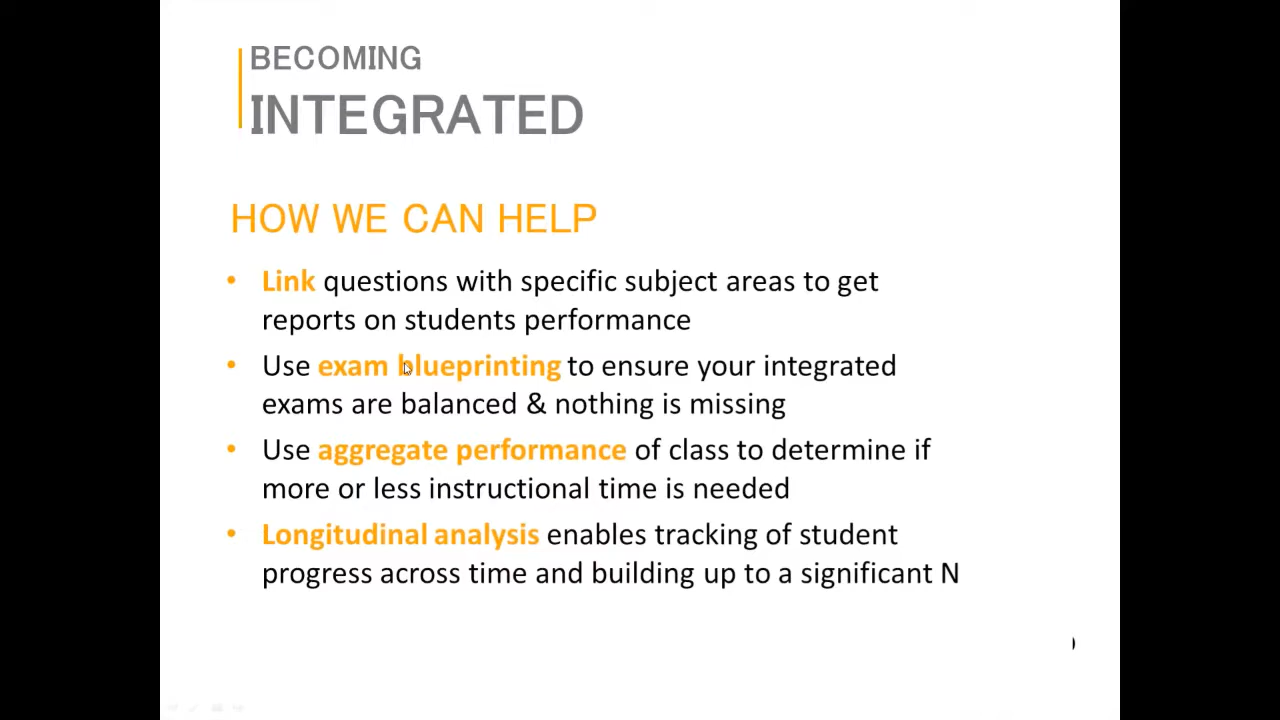 BECOMING
INTEGRATED
HOW WE CAN HELP
• Link questions with specific subject areas to get
reports on students performance
• Use exam blueprinting to ensure your integrated
exams are balanced & nothing is missing
• Use aggregate performance of class to determine if
more or less instructional time is needed
• Longitudinal analysis enables tracking of student
progress across time and building up to a significant N